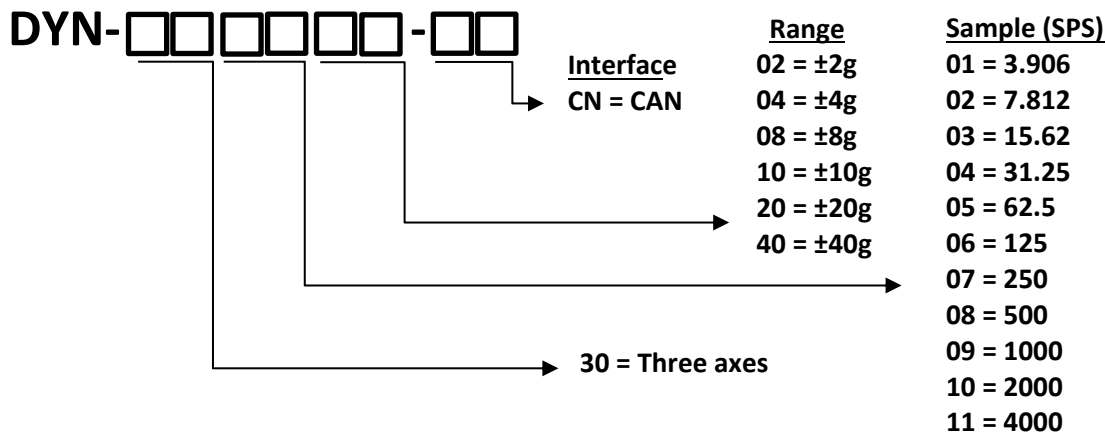 DYN-□□□□□□-□□
Interface
CN = CAN
Range
02 = ±2g
04 = ±4g
08 = ±8g
10 = ±10g
20 = ±20g
40 = ±40g
Sample (SPS)
01 = 3.906
02 = 7.812
03 = 15.62
04 = 31.25
05 = 62.5
06 = 125
07 = 250
08 = 500
09 = 1000
10 = 2000
11 = 4000
30 = Three axes